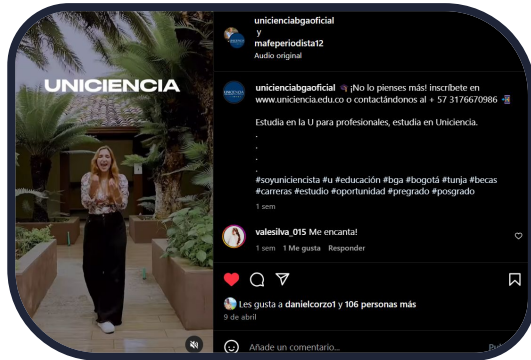 UNICIENCIA
unicienciabgaoficial
y
mafeperiodista12
Audio original
unicienciabgaoficial ¡No lo pienses más! inscríbete en
www.uniciencia.edu.co o contactándonos al + 57 3176670986
Estudia en la U para profesionales, estudia en Uniciencia.
.
.
.
.
#soyuniciencista #u #educación #bga #bogotá #tunja #becas
#carreras #estudio #oportunidad #pregrado #posgrado
1 sem
valesilva_015 Me encanta!
1 sem 1 Me gusta Responder
Les gusta a danielcorzo1 y 106 personas más
9 de abril
Añade un comentario...